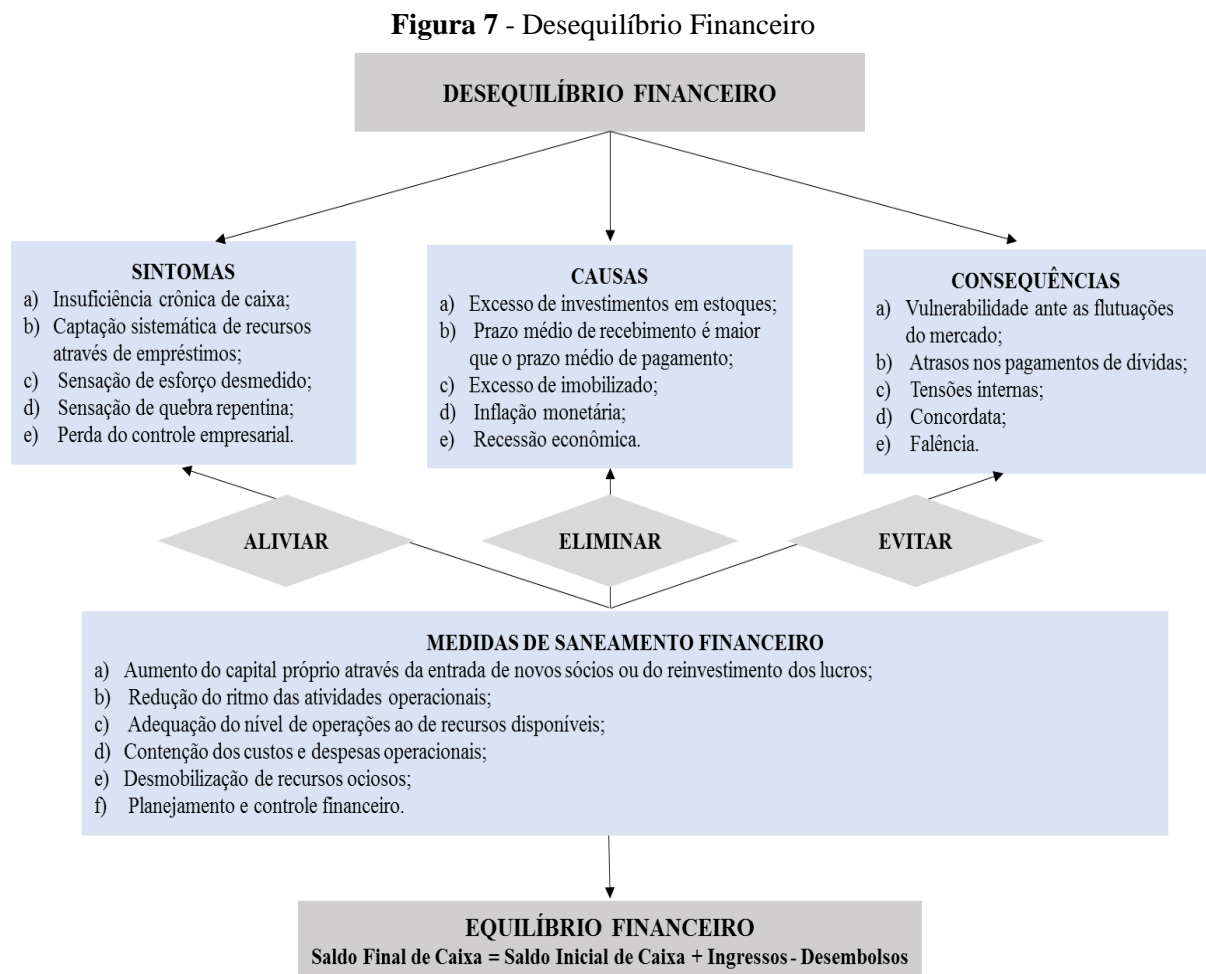 Figura 7 - Desequilíbrio Financeiro
DESEQUILÍBRIO FINANCEIRO
SINTOMAS
a) Insuficiência crônica de caixa;
b) Captação sistemática de recursos
através de empréstimos;
c) Sensação de esforço desmedido;
d) Sensação de quebra repentina;
e) Perda do controle empresarial.
CAUSAS
a) Excesso de investimentos em estoques;
b) Prazo médio de recebimento é maior
que o prazo médio de pagamento;
c) Excesso de imobilizado;
d) Inflação monetária;
e) Recessão econômica.
CONSEQUÊNCIAS
a) Vulnerabilidade ante as flutuações
do mercado;
b) Atrasos nos pagamentos de dívidas;
c) Tensões internas;
d) Concordata;
e) Falência.
ALIVIAR
ELIMINAR
EVITAR
MEDIDAS DE SANEAMENTO FINANCEIRO
a) Aumento do capital próprio através da entrada de novos sócios ou do reinvestimento dos lucros;
b) Redução do ritmo das atividades operacionais;
c) Adequação do nível de operações ao de recursos disponíveis;
d) Contenção dos custos e despesas operacionais;
e) Desmobilização de recursos ociosos;
f) Planejamento e controle financeiro.
EQUILÍBRIO FINANCEIRO
Saldo Final de Caixa = Saldo Inicial de Caixa + Ingressos - Desembolsos